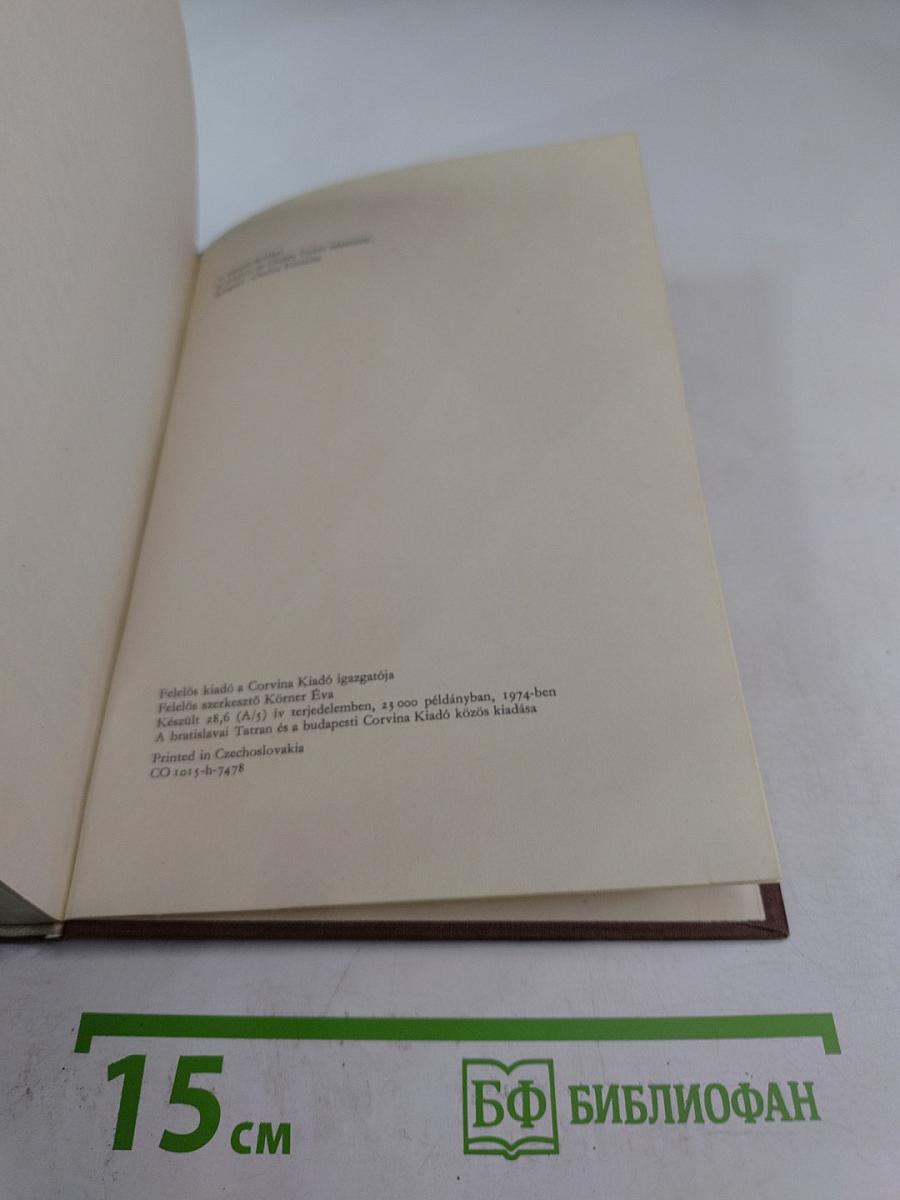 Felelős kiadó a Corvina Kiadó igazgatója
Felelős szerkesztő Körner Éva
Készült 28,6 (A/5) ív terjedelemben, 23 000 példányban, 1974-ben
A bratislavai Tatran és a budapesti Corvina Kiadó közös kiadása
Printed in Czechoslovakia
CO 1015-h-7478
15 см
БФ БИБЛИОФАН